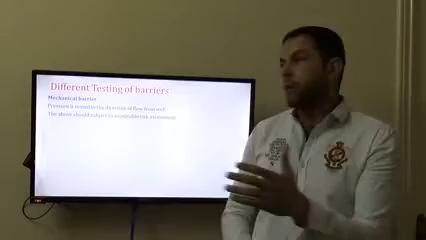 Different Testing of barriers
Mechanical barrier
Pressure is tested in the direction of flow from well
The above should subject to acceptable risk assessment